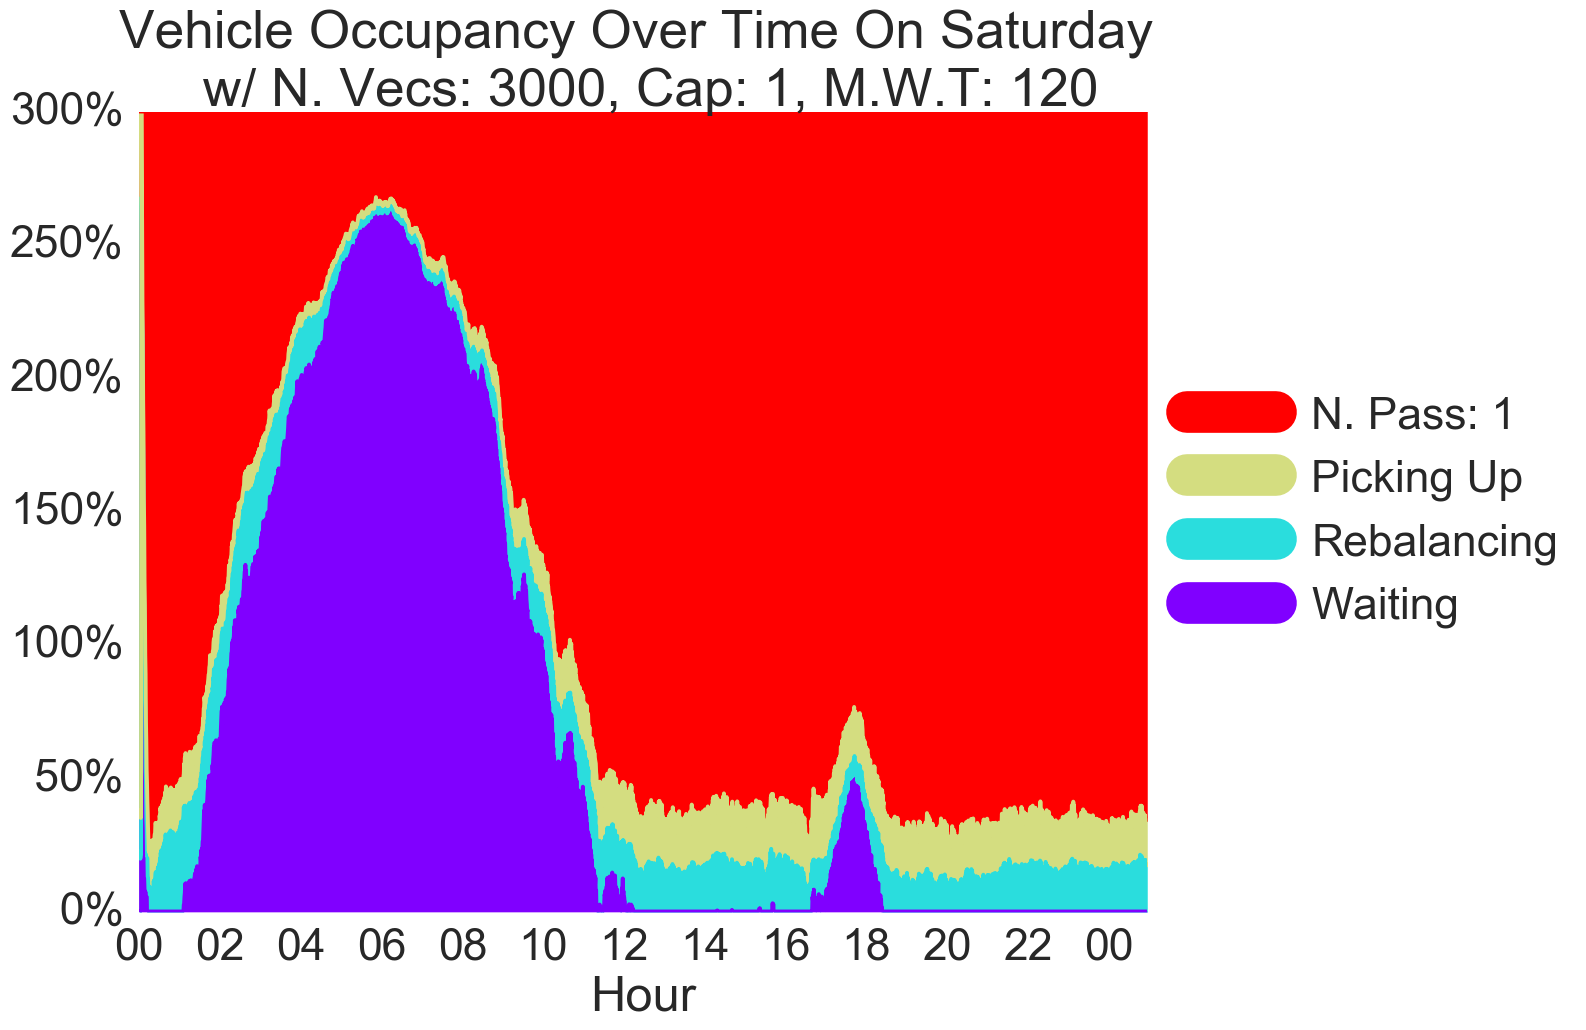 Vehicle Occupancy Over Time On Saturday
w/ N. Vecs: 3000, Cap: 1, M.W.T: 120
300%
250%
200%
150%
100%
50%
0%
00 02 04 06 08 10 12 14 16 18 20 22 00
Hour
N. Pass: 1
Picking Up
Rebalancing
Waiting